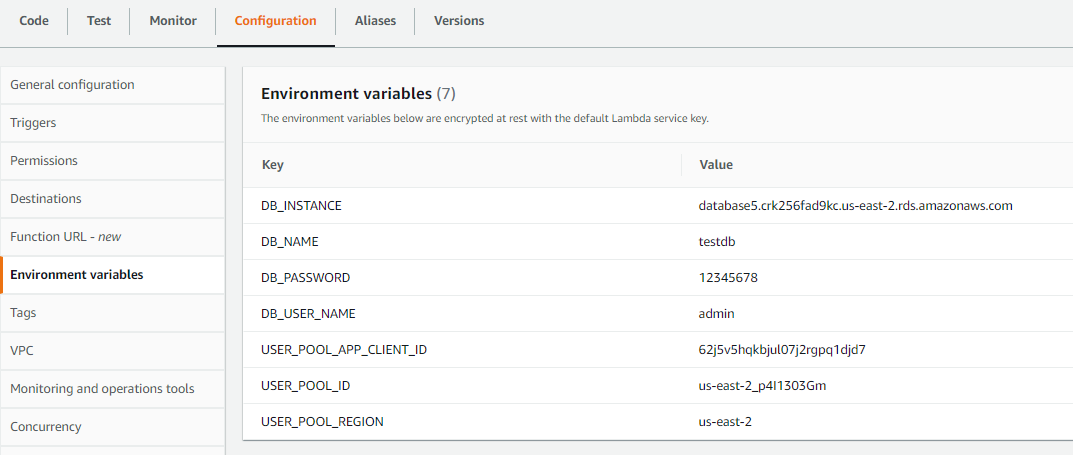 Code Test Monitor Configuration Aliases Versions
General configuration
Triggers
Permissions
Destinations
Function URL - new
Environment variables
Tags
VPC
Monitoring and operations tools
Concurrency
Environment variables (7)
The environment variables below are encrypted at rest with the default Lambda service key.
Key Value
DB_INSTANCE database5.crk256fad9kc.us-east-2.rds.amazonaws.com
DB_NAME testdb
DB_PASSWORD 12345678
DB_USER_NAME admin
USER_POOL_APP_CLIENT_ID 62j5v5hqkbjul07j2rgpq1djd7
USER_POOL_ID us-east-2_p4I1303Gm
USER_POOL_REGION us-east-2